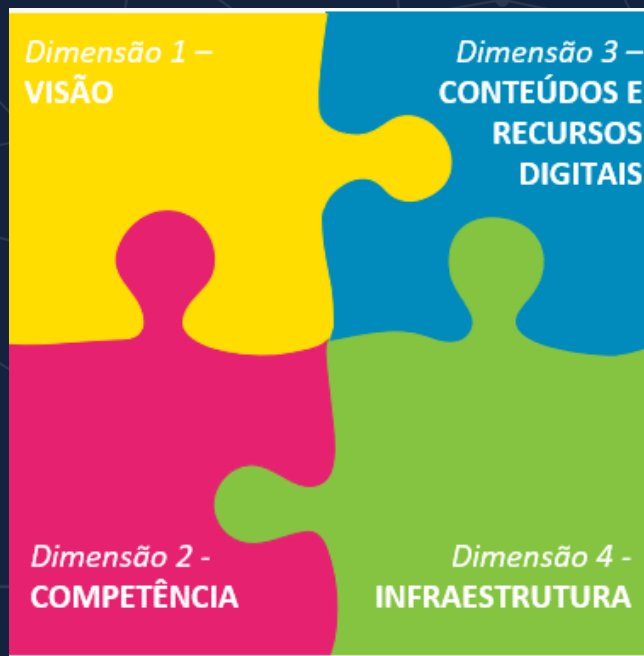 Dimensão 1 –
VISÃO
Dimensão 3 –
CONTEÚDOS E
RECURSOS
DIGITAIS
Dimensão 2 -
COMPETÊNCIA
Dimensão 4 -
INFRAESTRUTURA